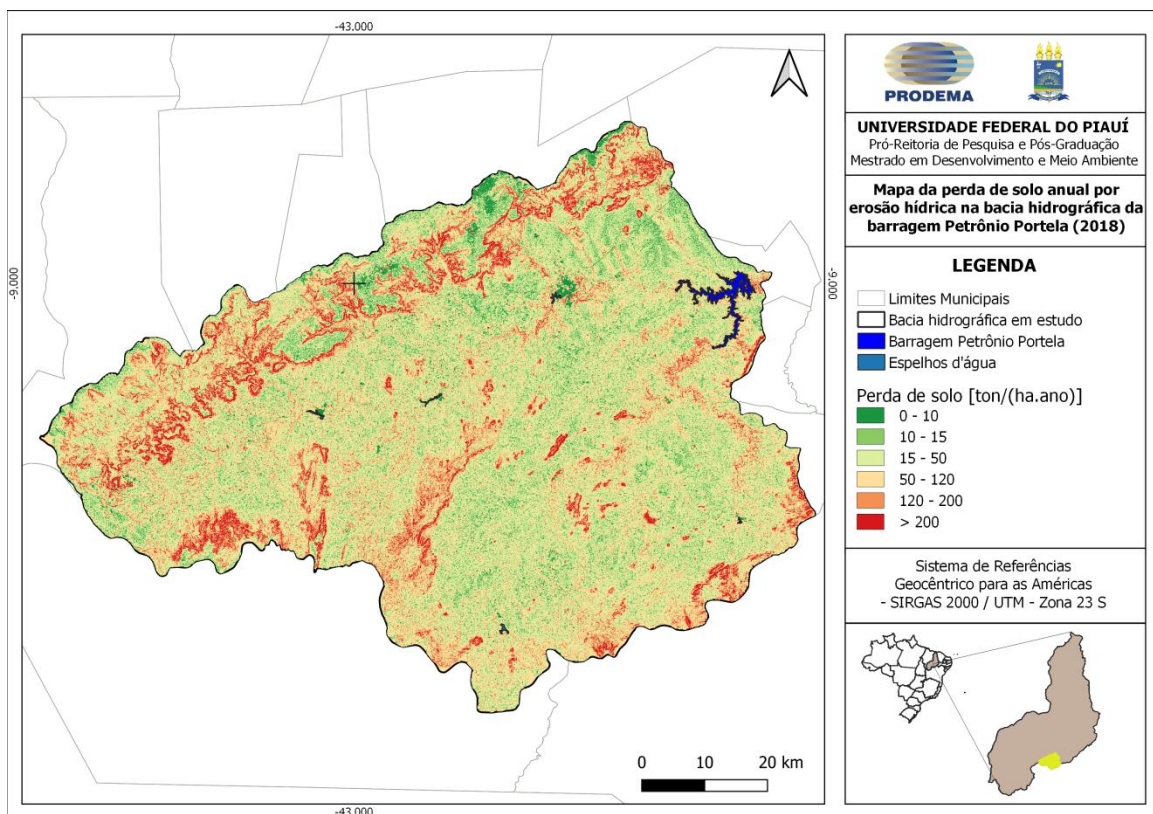 -43.000
-9.000
-9.000
0 10 20 km
-43.000
PRODEMA
UNIVERSIDADE FEDERAL DO PIAUÍ
Pró-Reitoria de Pesquisa e Pós-Graduação
Mestrado em Desenvolvimento e Meio Ambiente
Mapa da perda de solo anual por
erosão hídrica na bacia hidrográfica da
barragem Petrônio Portela (2018)
LEGENDA
Limites Municipais
Bacia hidrográfica em estudo
Barragem Petrônio Portela
Espelhos d'água
Perda de solo [ton/(ha.ano)]
0 - 10
10 - 15
15 - 50
50 - 120
120 - 200
> 200
Sistema de Referências
Geocêntrico para as Américas
- SIRGAS 2000 / UTM - Zona 23 S